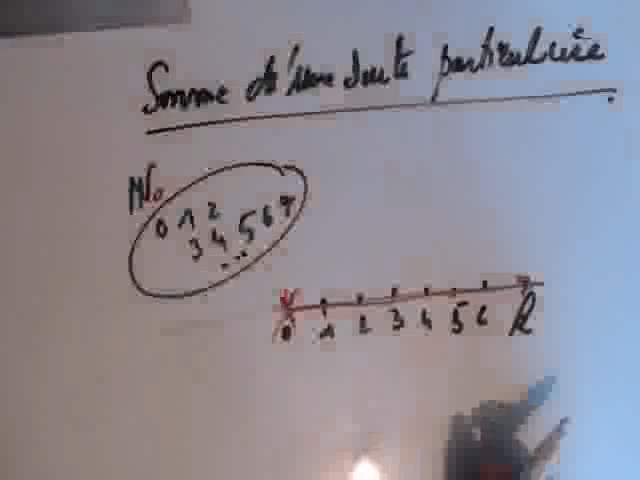 Somme d'une suite particulière
N₀
0 1 2
3 4 5 6 7
...
0 1 2 3 4 5 6 R